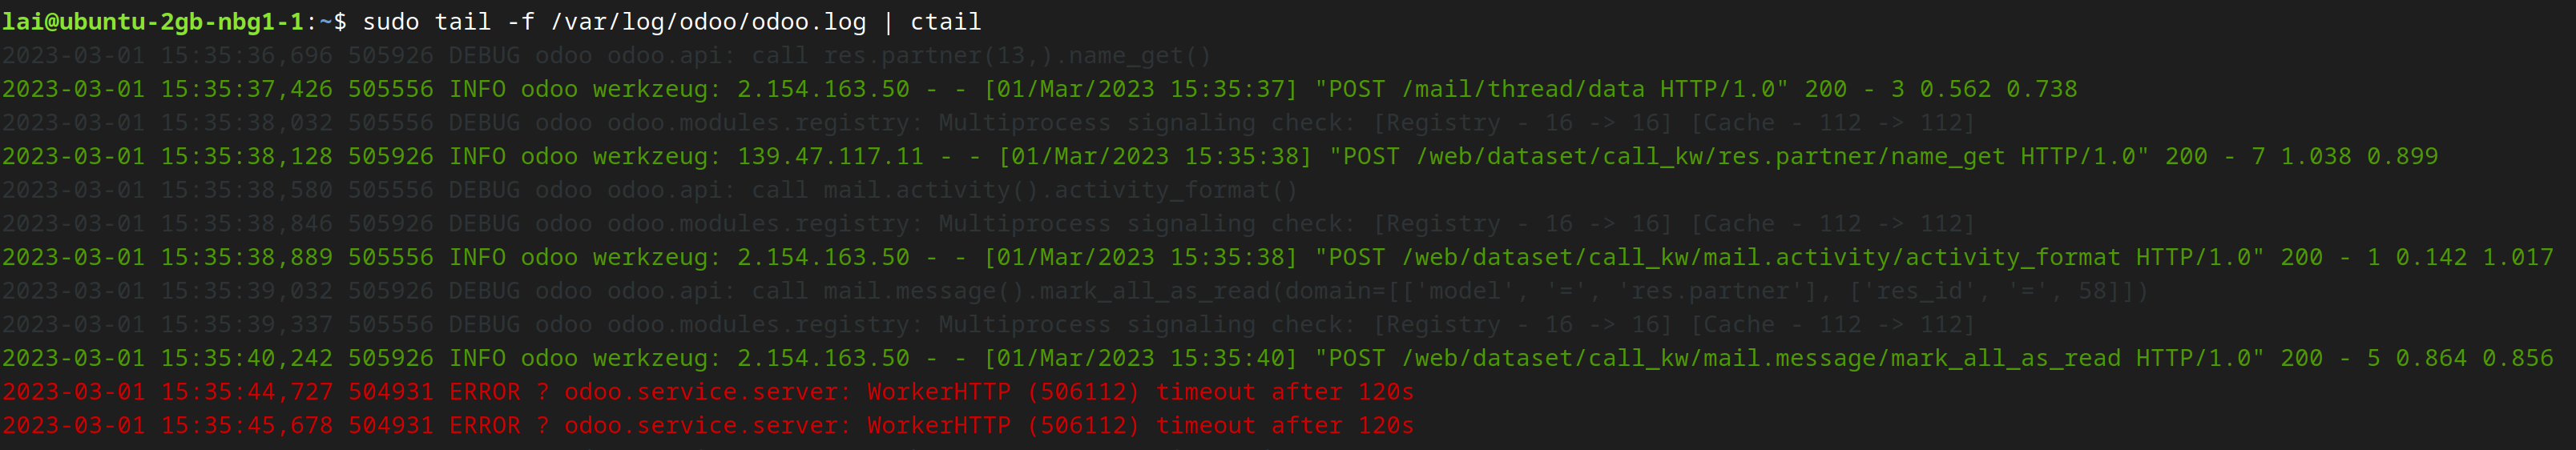 lai@ubuntu-2gb-nbg1-1:~$ sudo tail -f /var/log/odoo/odoo.log | ctail
2023-03-01 15:35:36,696 505926 DEBUG odoo odoo.api: call res.partner(13,).name_get()
2023-03-01 15:35:37,426 505556 INFO odoo werkzeug: 2.154.163.50 - - [01/Mar/2023 15:35:37] "POST /mail/thread/data HTTP/1.0" 200 - 3 0.562 0.738
2023-03-01 15:35:38,032 505556 DEBUG odoo odoo.modules.registry: Multiprocess signaling check: [Registry - 16 -> 16] [Cache - 112 -> 112]
2023-03-01 15:35:38,128 505926 INFO odoo werkzeug: 139.47.117.11 - - [01/Mar/2023 15:35:38] "POST /web/dataset/call_kw/res.partner/name_get HTTP/1.0" 200 - 7 1.038 0.899
2023-03-01 15:35:38,580 505556 DEBUG odoo odoo.api: call mail.activity().activity_format()
2023-03-01 15:35:38,846 505926 DEBUG odoo odoo.modules.registry: Multiprocess signaling check: [Registry - 16 -> 16] [Cache - 112 -> 112]
2023-03-01 15:35:38,889 505556 INFO odoo werkzeug: 2.154.163.50 - - [01/Mar/2023 15:35:38] "POST /web/dataset/call_kw/mail.activity/activity_format HTTP/1.0" 200 - 1 0.142 1.017
2023-03-01 15:35:39,032 505926 DEBUG odoo odoo.api: call mail.message().mark_all_as_read(domain=[['model', '=', 'res.partner'], ['res_id', '=', 58]])
2023-03-01 15:35:39,337 505556 DEBUG odoo odoo.modules.registry: Multiprocess signaling check: [Registry - 16 -> 16] [Cache - 112 -> 112]
2023-03-01 15:35:40,242 505926 INFO odoo werkzeug: 2.154.163.50 - - [01/Mar/2023 15:35:40] "POST /web/dataset/call_kw/mail.message/mark_all_as_read HTTP/1.0" 200 - 5 0.864 0.856
2023-03-01 15:35:44,727 504931 ERROR ? odoo.service.server: WorkerHTTP (506112) timeout after 120s
2023-03-01 15:35:45,678 504931 ERROR ? odoo.service.server: WorkerHTTP (506112) timeout after 120s